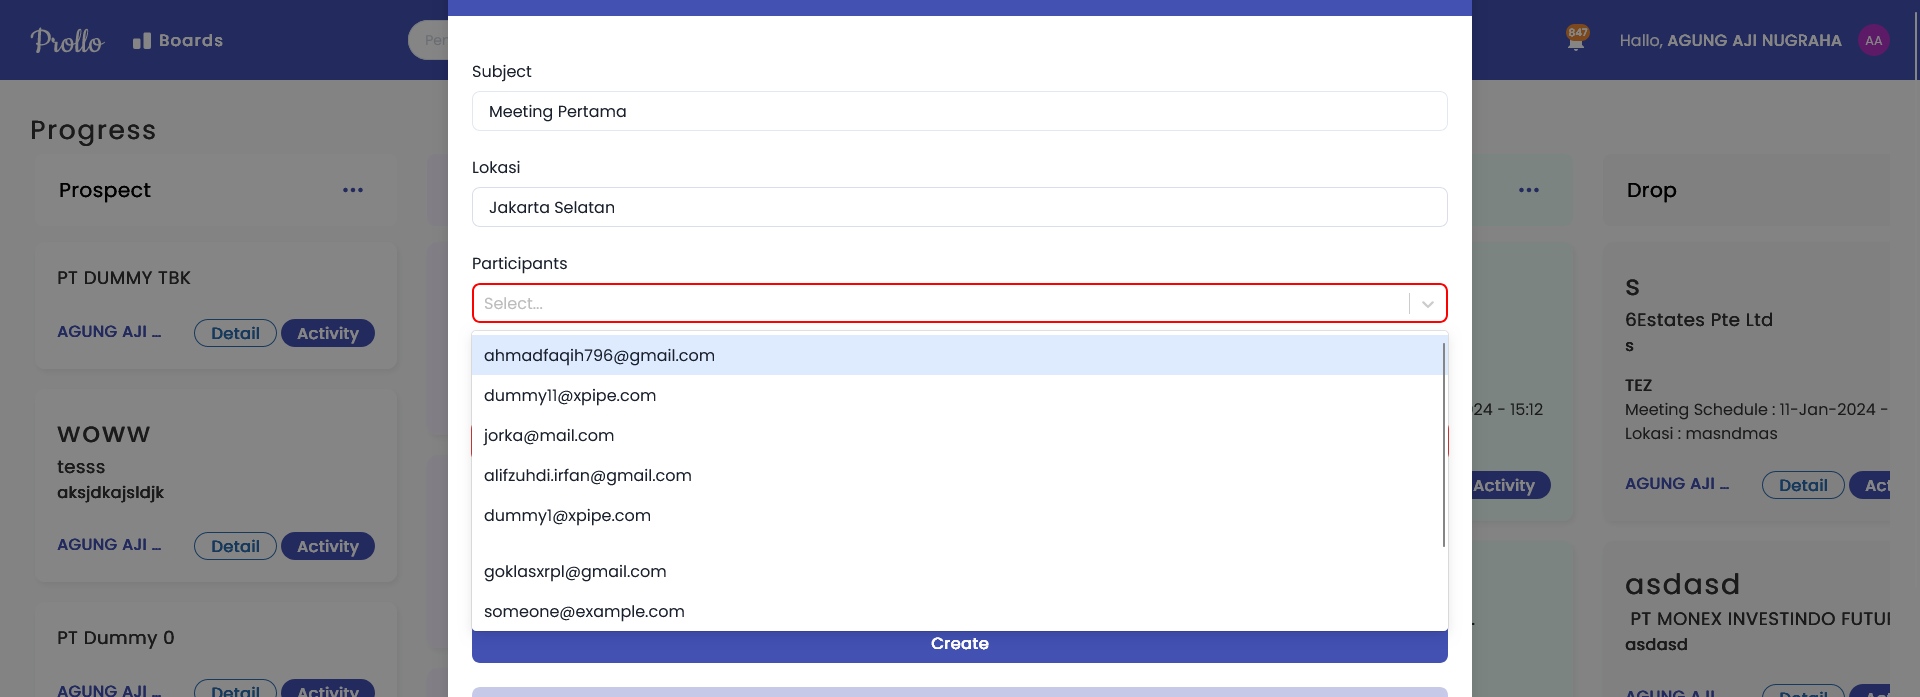 Prollo
Boards
Per
847
Hallo, AGUNG AJI NUGRAHA
AA
Progress
Prospect
...
PT DUMMY TBK
AGUNG AJI ...
Detail
Activity
WOWW
tesss
aksjdkajsldjk
AGUNG AJI ...
Detail
Activity
PT Dummy 0
AGUNG AJI ...
Detail
Activity
Subject
Meeting Pertama
Lokasi
Jakarta Selatan
Participants
Select...
ahmadfaqih796@gmail.com
dummy11@xpipe.com
jorka@mail.com
alifzuhdi.irfan@gmail.com
dummy1@xpipe.com
goklasxrpl@gmail.com
someone@example.com
Create
...
24 - 15:12
Activity
Drop
S
6Estates Pte Ltd
s
TEZ
Meeting Schedule : 11-Jan-2024 -
Lokasi : masndmas
AGUNG AJI ...
Detail
Act
asdasd
PT MONEX INVESTINDO FUTU
asdasd
AGUNG AJI ...
Detail
Act